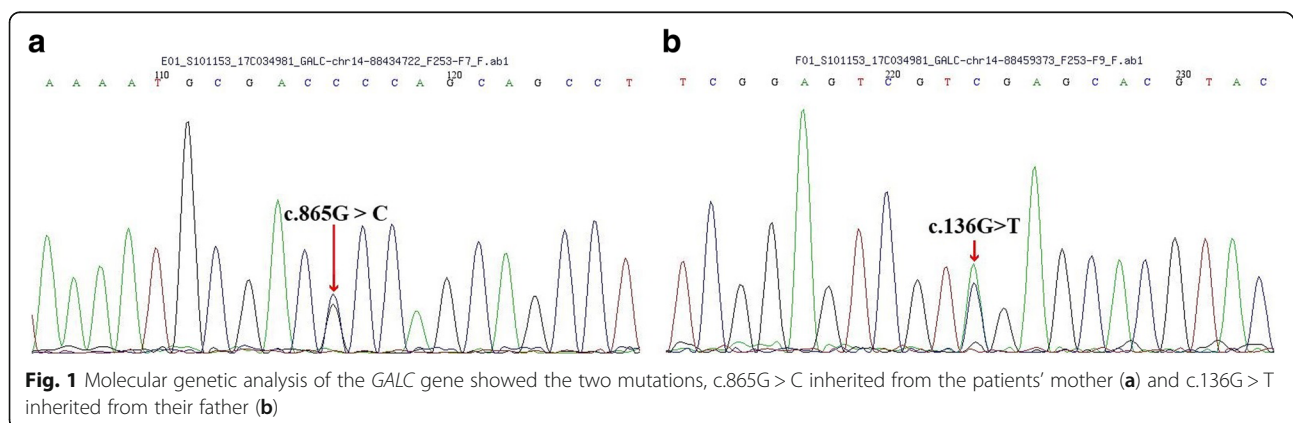 a
E01_S101153_17C034981_GALC-chr14-88434722_F253-F7_F.ab1
110 120
A A A A T G C G A C C C C A G C A G C C T
c.865G > C
b
F01_S101153_17C034981_GALC-chr14-88459373_F253-F9_F.ab1
220 230
T C G G A G T C G T C G A G C A C G T A C
c.136G>T
Fig. 1 Molecular genetic analysis of the GALC gene showed the two mutations, c.865G > C inherited from the patients’ mother (a) and c.136G > T
inherited from their father (b)